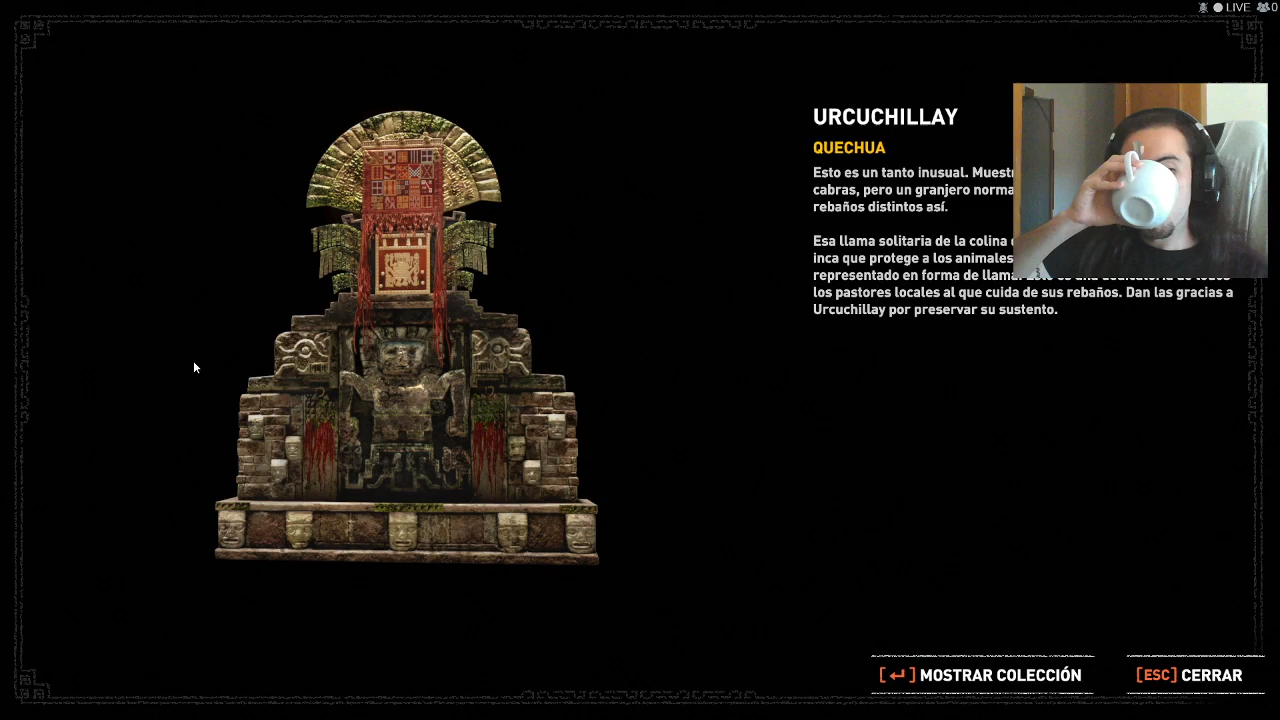 LIVE 0
URCUCHILLAY
QUECHUA
Esto es un tanto inusual.
cabras, pero un granjero
rebaños distintos así.
Esa llama solitaria de la colina
inca que protege a los animales
representado en forma de llama.
los pastores locales al que cuida de sus rebaños. Dan las gracias a
Urcuchillay por preservar su sustento.
[↵] MOSTRAR COLECCIÓN
[ESC] CERRAR